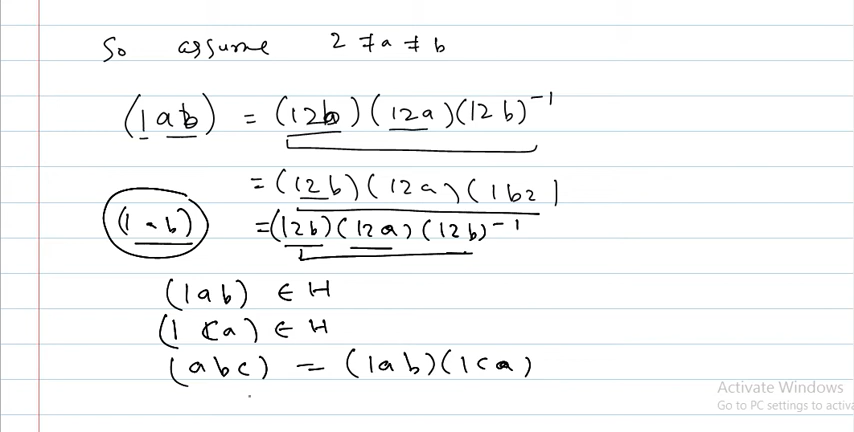 So assume 2 ≠ a ≠ b
(1ab) = (12b)(12a)(12b)⁻¹
= (12b)(12a)(1b2)
(1ab) =(12b)(12a)(12b)⁻¹
(1ab) ∈ H
(1ca) ∈ H
(abc) = (1ab)(1ca)
Activate Windows
Go to PC settings to activa